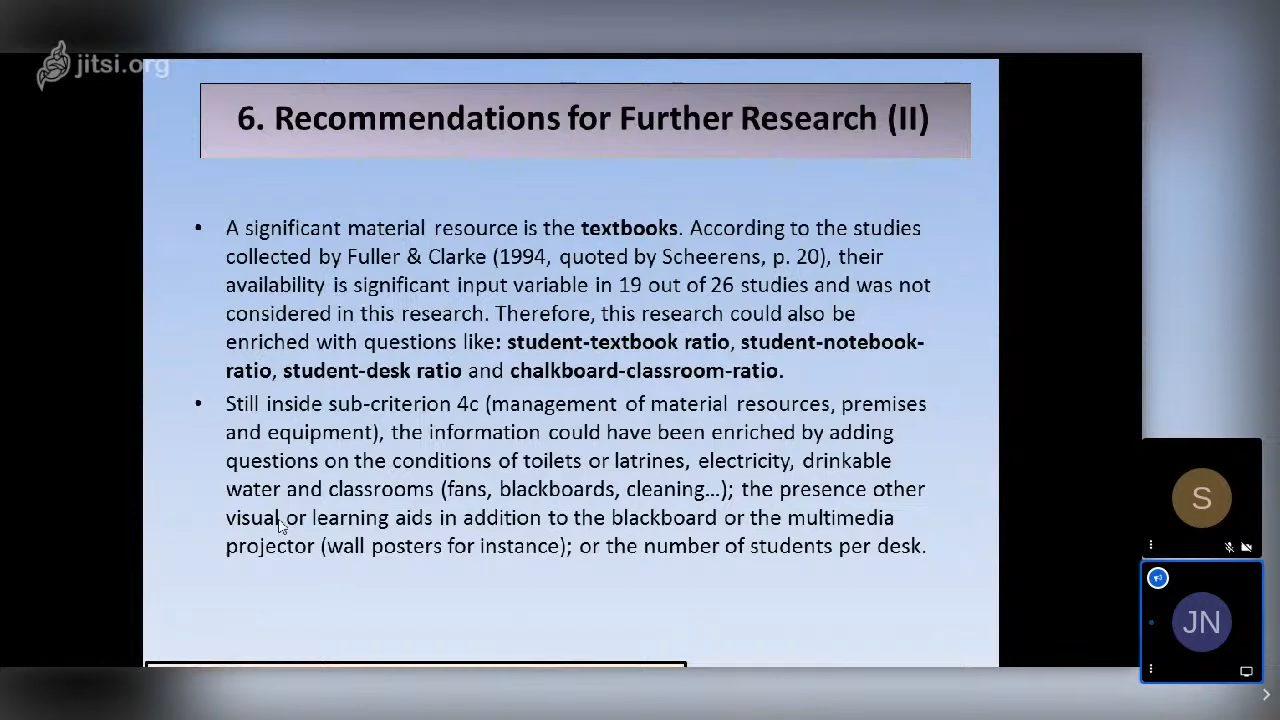 jitsi.org
6. Recommendations for Further Research (II)
• A significant material resource is the textbooks. According to the studies
collected by Fuller & Clarke (1994, quoted by Scheerens, p. 20), their
availability is significant input variable in 19 out of 26 studies and was not
considered in this research. Therefore, this research could also be
enriched with questions like: student-textbook ratio, student-notebook-
ratio, student-desk ratio and chalkboard-classroom-ratio.
• Still inside sub-criterion 4c (management of material resources, premises
and equipment), the information could have been enriched by adding
questions on the conditions of toilets or latrines, electricity, drinkable
water and classrooms (fans, blackboards, cleaning…); the presence other
visual or learning aids in addition to the blackboard or the multimedia
projector (wall posters for instance); or the number of students per desk.
S
JN